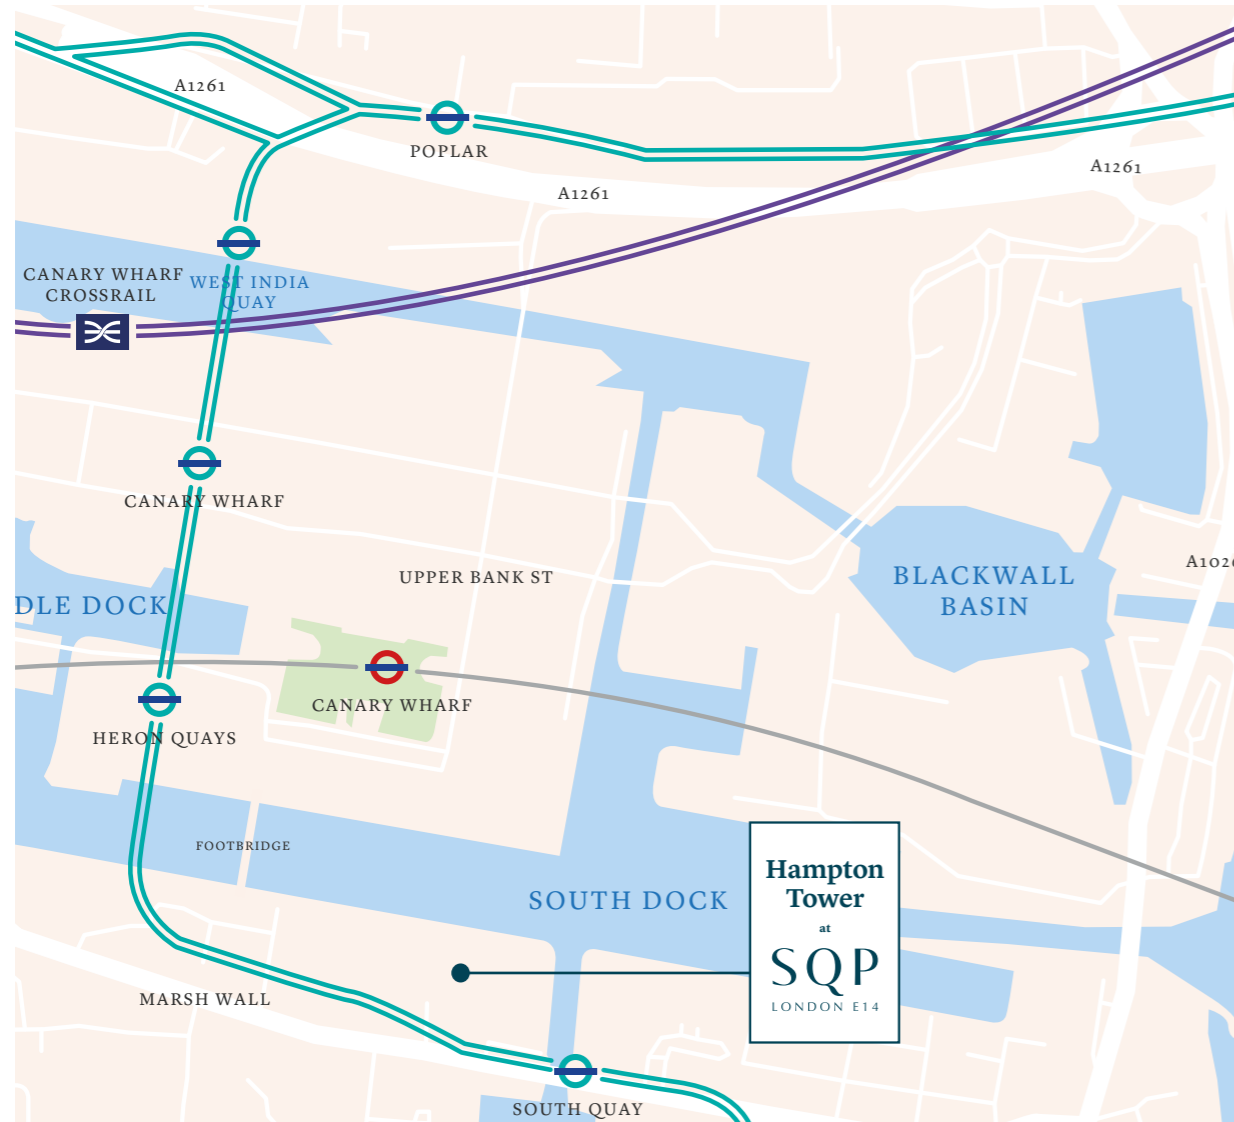 A1261
POPLAR
A1261
A1261
CANARY WHARF
CROSSRAIL
WEST INDIA
QUAY
CANARY WHARF
UPPER BANK ST
BLACKWALL
BASIN
A102
DLE DOCK
CANARY WHARF
HERON QUAYS
FOOTBRIDGE
SOUTH DOCK
Hampton
Tower
at
SQP
LONDON E14
MARSH WALL
SOUTH QUAY